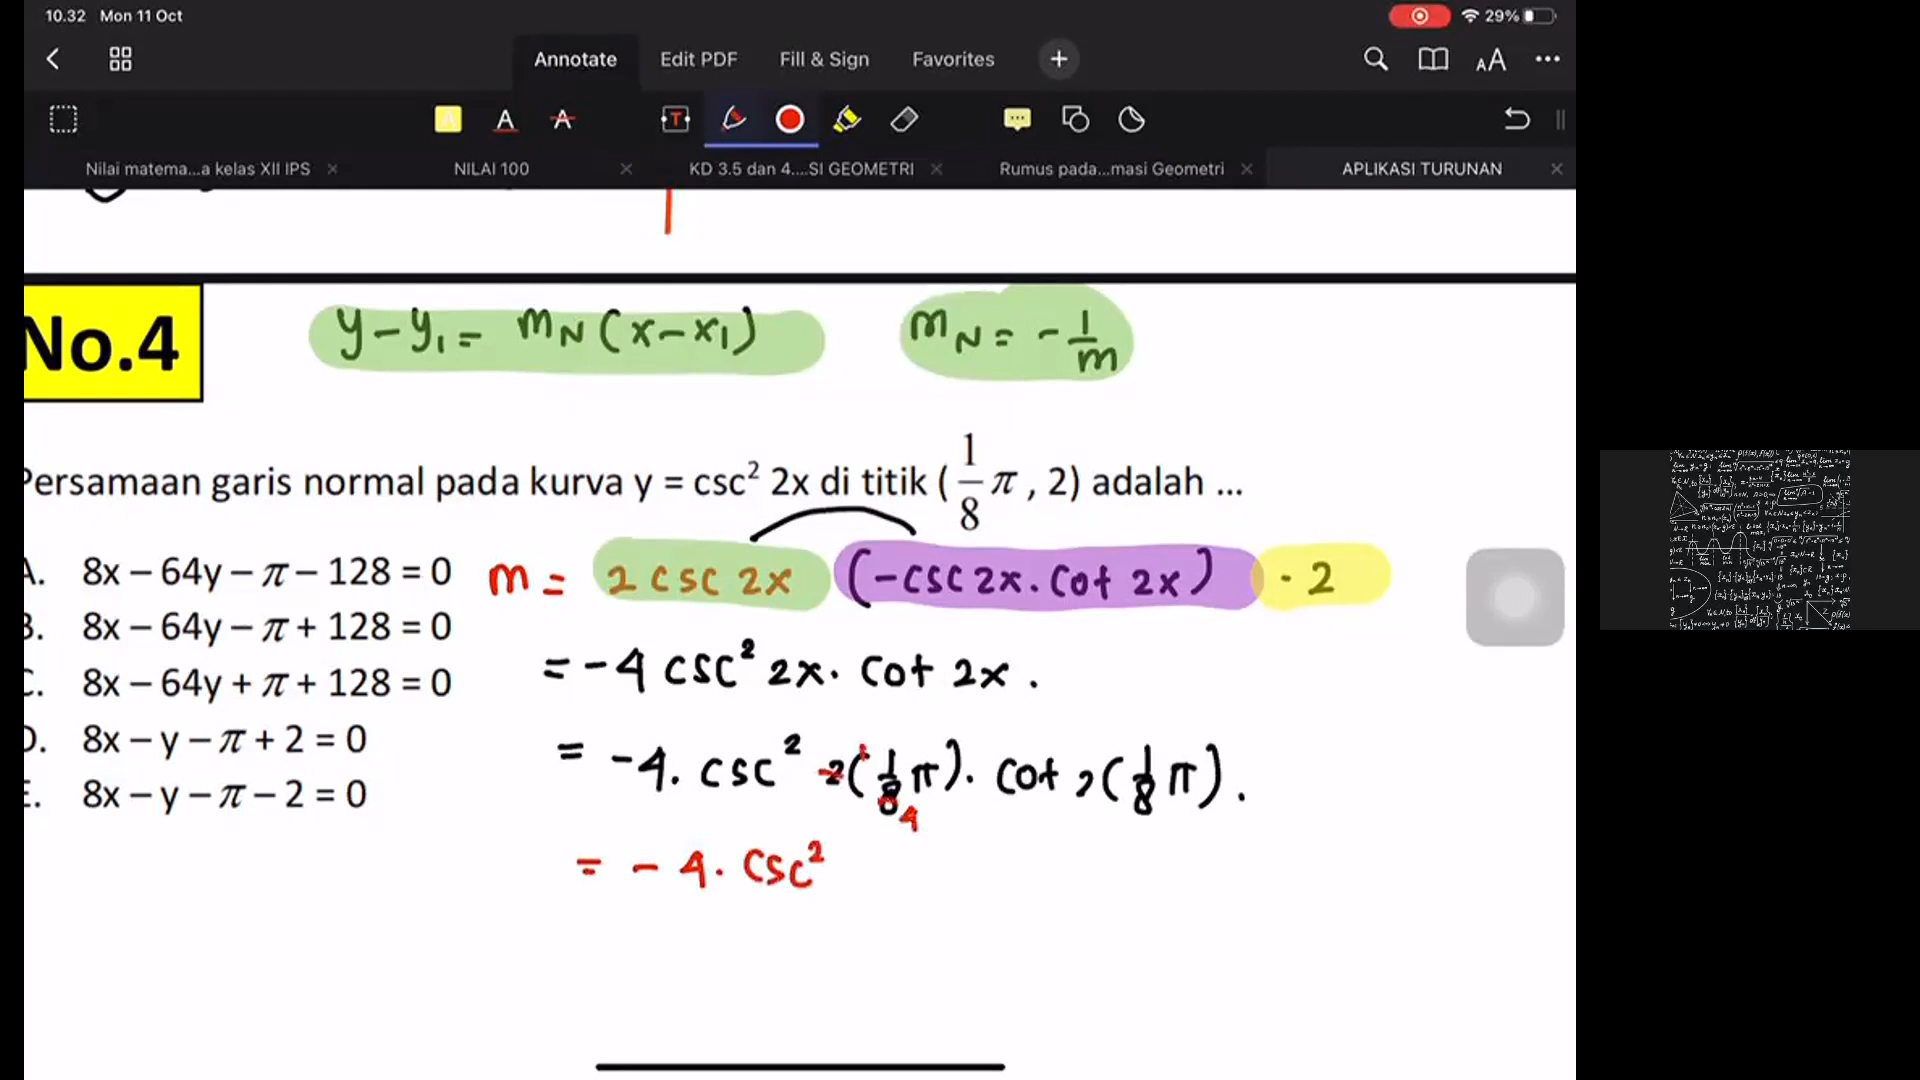 10.32 Mon 11 Oct
29%
Annotate Edit PDF Fill & Sign Favorites
Nilai matema...a kelas XII IPS NILAI 100 KD 3.5 dan 4....SI GEOMETRI Rumus pada...masi Geometri APLIKASI TURUNAN
No.4
y - y₁ = mN (x - x₁)
mN = - 1/m
Persamaan garis normal pada kurva y = csc² 2x di titik ( 1/8 π , 2) adalah ...
A. 8x – 64y – π – 128 = 0
B. 8x – 64y – π + 128 = 0
C. 8x – 64y + π + 128 = 0
D. 8x – y – π + 2 = 0
E. 8x – y – π – 2 = 0
m = 2 csc 2x (-csc 2x . cot 2x) . 2
= -4 csc² 2x . cot 2x .
= -4 . csc² 2 ( 1/8 π) . cot 2 ( 1/8 π) .
1
4
= - 4 . csc²